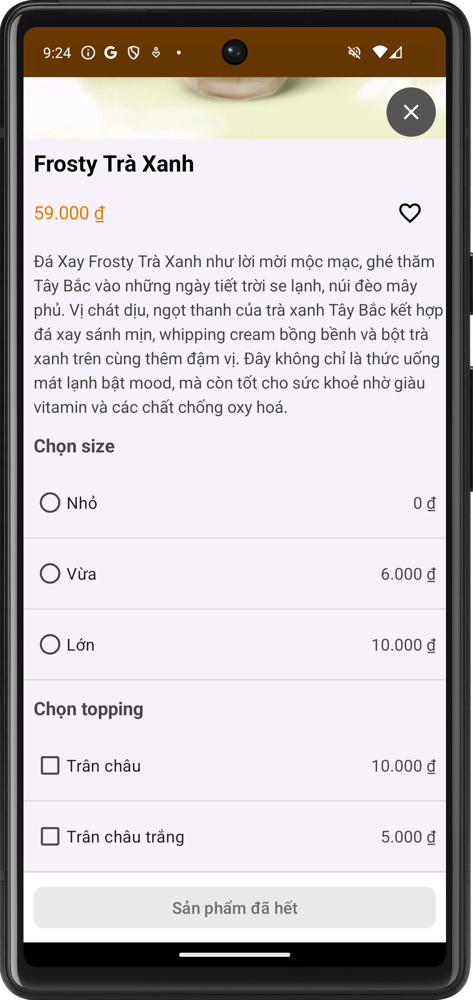 9:24
Frosty Trà Xanh
59.000 ₫
Đá Xay Frosty Trà Xanh như lời mời mộc mạc, ghé thăm
Tây Bắc vào những ngày tiết trời se lạnh, núi đèo mây
phủ. Vị chát dịu, ngọt thanh của trà xanh Tây Bắc kết hợp
đá xay sánh mịn, whipping cream bồng bềnh và bột trà
xanh trên cùng thêm đậm vị. Đây không chỉ là thức uống
mát lạnh bật mood, mà còn tốt cho sức khoẻ nhờ giàu
vitamin và các chất chống oxy hoá.
Chọn size
Nhỏ 0 ₫
Vừa 6.000 ₫
Lớn 10.000 ₫
Chọn topping
Trân châu 10.000 ₫
Trân châu trắng 5.000 ₫
Sản phẩm đã hết